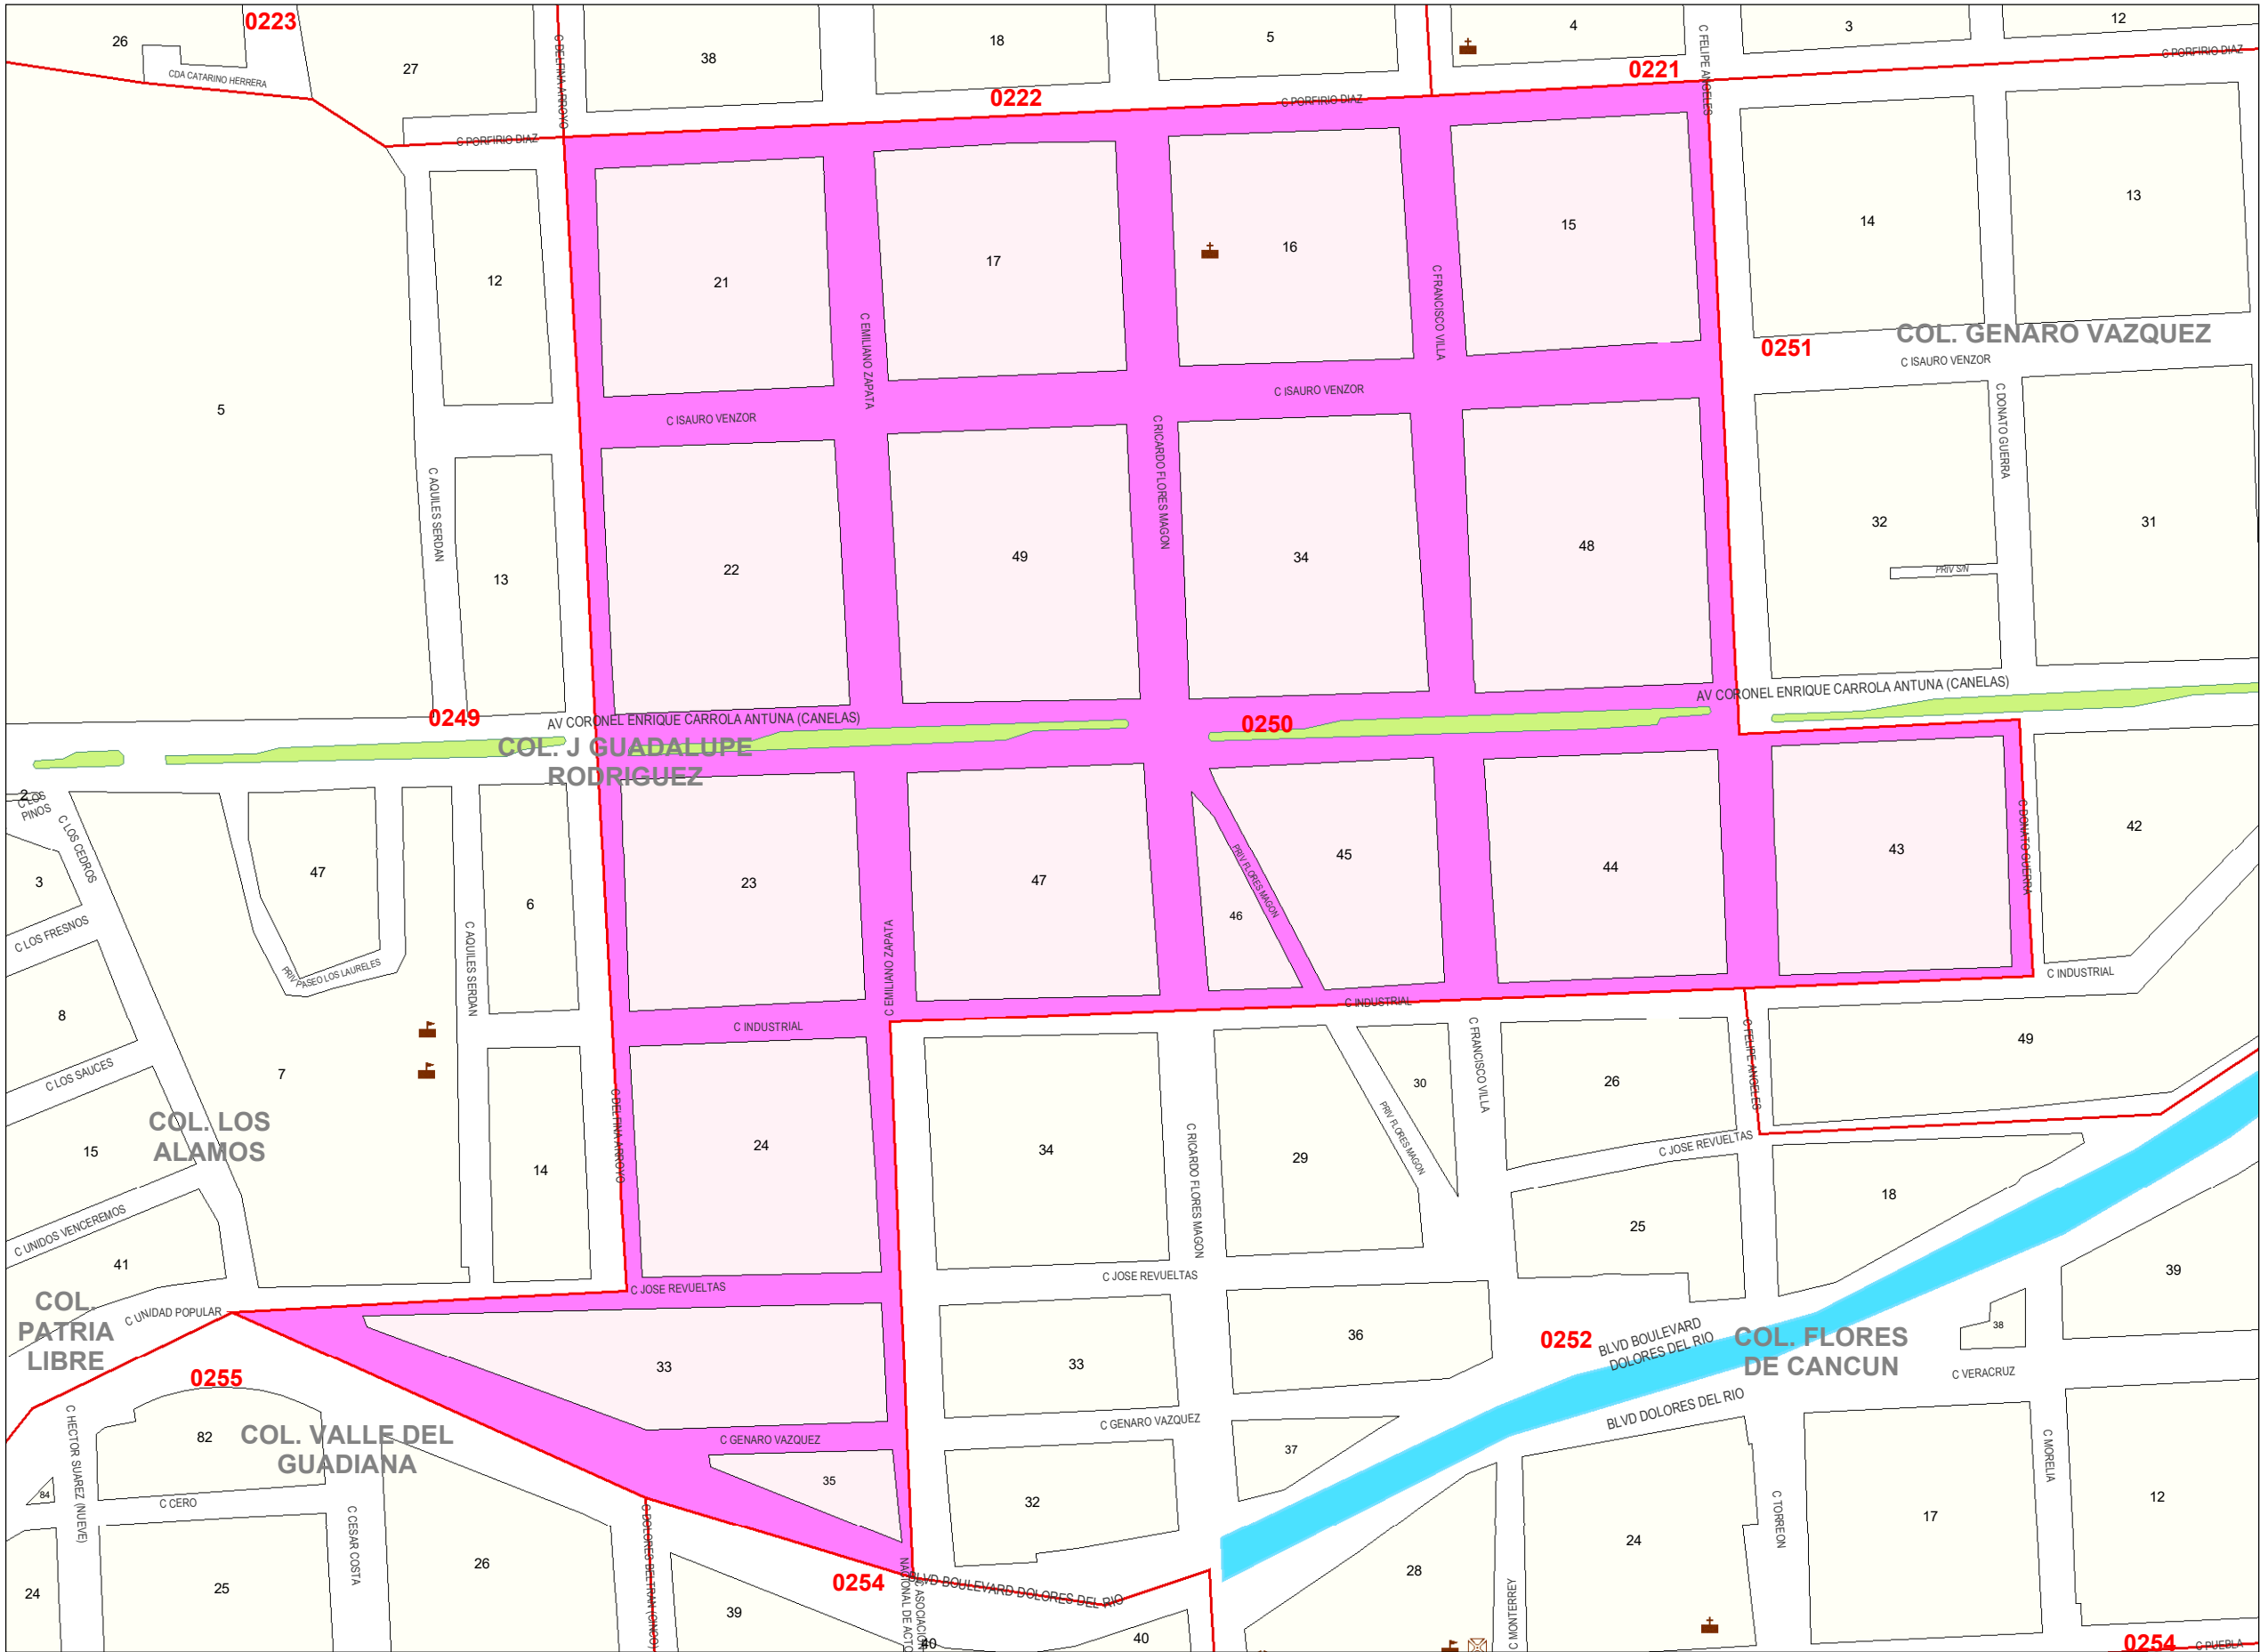 0223
26
27
CDA CATARINO HERRERA
C DELFINA ARROYO
38
18
5
4
3
12
C FELIPE ANGELES
C PORFIRIO DIAZ
0221
0222
C PORFIRIO DIAZ
C PORFIRIO DIAZ
12
21
17
16
15
14
13
C EMILIANO ZAPATA
C FRANCISCO VILLA
COL. GENARO VAZQUEZ
0251
C ISAURO VENZOR
C ISAURO VENZOR
C ISAURO VENZOR
5
C AQUILES SERDAN
C RICARDO FLORES MAGON
C DONATO GUERRA
13
22
49
34
48
32
31
PRIV S/N
AV CORONEL ENRIQUE CARROLA ANTUNA (CANELAS)
0249
AV CORONEL ENRIQUE CARROLA ANTUNA (CANELAS)
0250
COL. J GUADALUPE
RODRIGUEZ
2
C LOS
PINOS
C LOS CEDROS
3
47
6
23
47
46
PRIV FLORES MAGON
45
44
43
C DONATO GUERRA
42
C LOS FRESNOS
PRIV
PASEO LOS LAURELES
C AQUILES SERDAN
C EMILIANO ZAPATA
C INDUSTRIAL
C INDUSTRIAL
C INDUSTRIAL
8
C LOS SAUCES
7
C FRANCISCO VILLA
C FELIPE ANGELES
49
30
26
COL. LOS
ALAMOS
15
14
C DELFINA ARROYO
24
34
C RICARDO FLORES MAGON
29
PRIV FLORES MAGON
C JOSE REVUELTAS
18
25
C UNIDOS VENCEREMOS
41
C JOSE REVUELTAS
C JOSE REVUELTAS
39
COL.
PATRIA
LIBRE
C UNIDAD POPULAR
33
33
36
0252
BLVD BOULEVARD
DOLORES DEL RIO
COL. FLORES
DE CANCUN
38
C VERACRUZ
0255
C HECTOR SUAREZ (NUEVE)
82
COL. VALLE DEL
GUADIANA
C GENARO VAZQUEZ
C GENARO VAZQUEZ
BLVD DOLORES DEL RIO
37
C MORELIA
84
C CERO
C CESAR COSTA
35
32
C TORREON
17
12
24
25
26
C DOLORES BELTRAN (CINCO)
0254
39
C ASOCIACION
NACIONAL DE ACTO
BLVD BOULEVARD DOLORES DEL RIO
40
40
28
C MONTERREY
24
0254
C PUEBLA